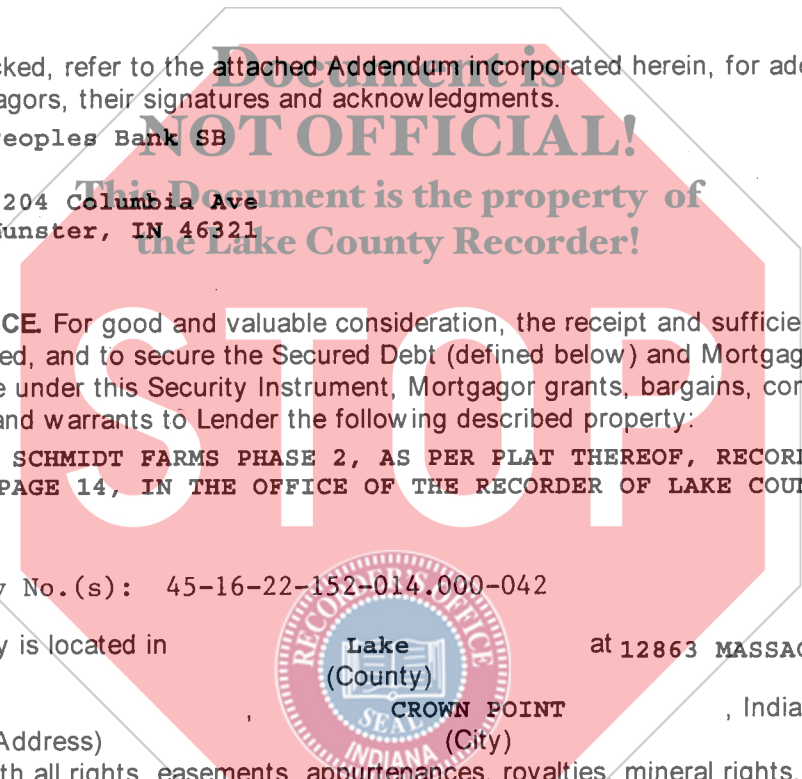 Document is
cked, refer to the attached Addendum incorporated herein, for add
agors, their signatures and acknowledgments.
NOT OFFICIAL!
eoples Bank SB
This Document is the property of
204 Columbia Ave
unster, IN 46321
the Lake County Recorder!
STOP
CE. For good and valuable consideration, the receipt and sufficie
ed, and to secure the Secured Debt (defined below) and Mortgag
e under this Security Instrument, Mortgagor grants, bargains, con
and warrants to Lender the following described property:
SCHMIDT FARMS PHASE 2, AS PER PLAT THEREOF, RECORI
PAGE 14, IN THE OFFICE OF THE RECORDER OF LAKE COUN
y No.(s): 45-16-22-152-014.000-042
RECORDER'S OFFICE
y is located in Lake at 12863 MASSAC
(County)
, CROWN POINT , India
SEAL
Address) (City)
INDIANA
th all rights, easements, appurtenances, royalties, mineral rights